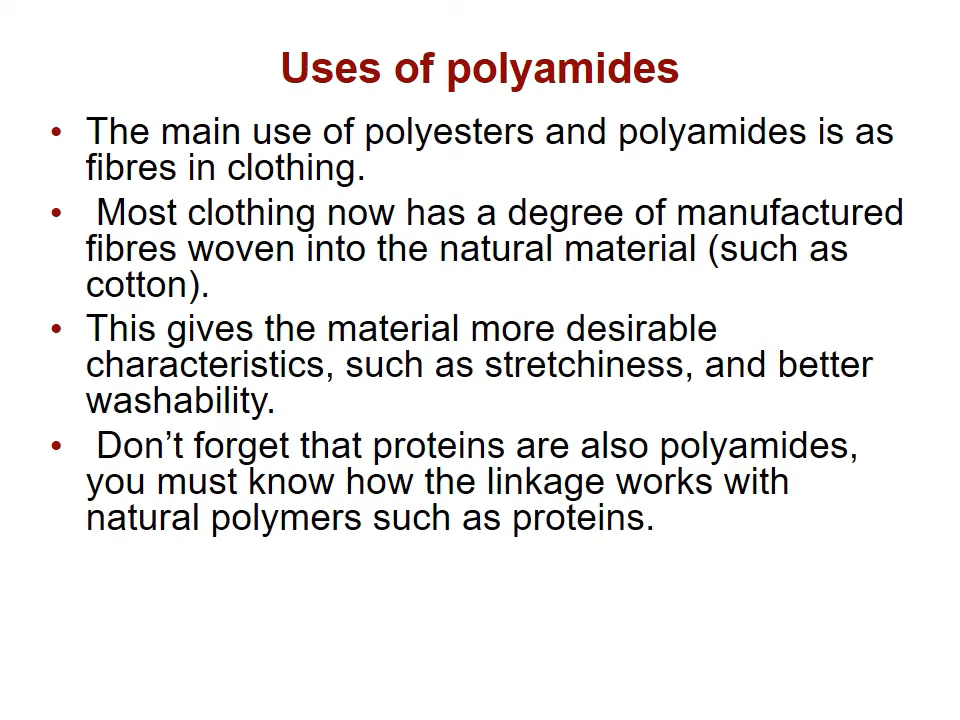 Uses of polyamides
• The main use of polyesters and polyamides is as
fibres in clothing.
• Most clothing now has a degree of manufactured
fibres woven into the natural material (such as
cotton).
• This gives the material more desirable
characteristics, such as stretchiness, and better
washability.
• Don’t forget that proteins are also polyamides,
you must know how the linkage works with
natural polymers such as proteins.